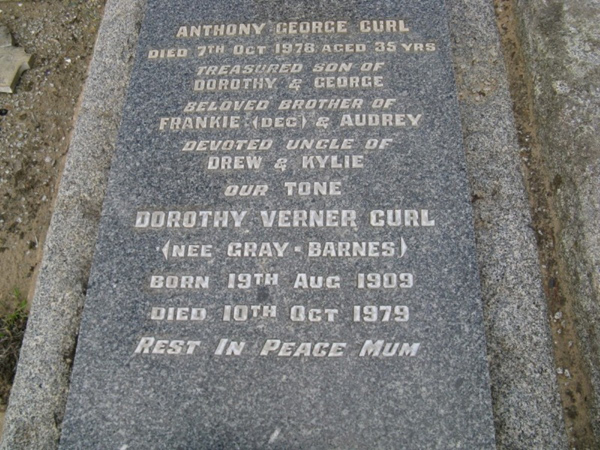 ANTHONY GEORGE CURL
DIED 7TH OCT 1978 AGED 35 YRS
TREASURED SON OF
DOROTHY & GEORGE
BELOVED BROTHER OF
FRANKIE (DEC) & AUDREY
DEVOTED UNCLE OF
DREW & KYLIE
OUR TONE
DOROTHY VERNER CURL
(NEE GRAY-BARNES)
BORN 19TH AUG 1909
DIED 10TH OCT 1979
REST IN PEACE MUM